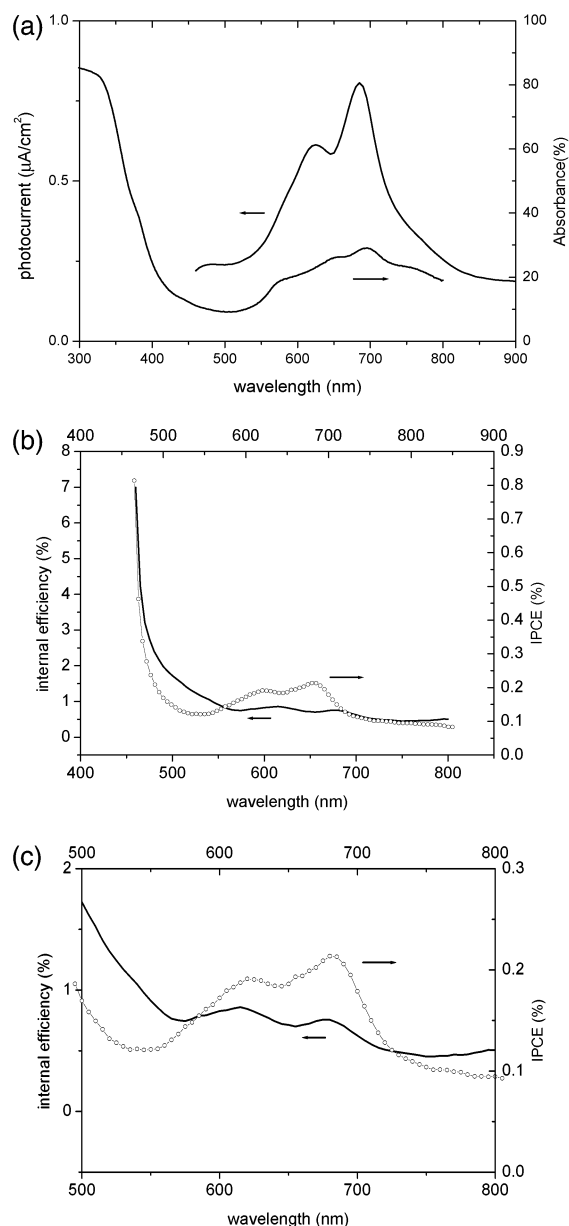 (a)
1.0
0.5
0.0
photocurrent (μA/cm²)
100
80
60
40
20
0
Absorbance(%)
300 400 500 600 700 800 900
wavelength (nm)
(b)
400 500 600 700 800 900
8
7
6
5
4
3
2
1
0
internal efficiency (%)
0.9
0.8
0.7
0.6
0.5
0.4
0.3
0.2
0.1
0.0
IPCE (%)
400 500 600 700 800
wavelength (nm)
(c)
500 600 700 800
2
1
0
internal efficiency (%)
0.3
0.2
0.1
0.0
IPCE (%)
500 600 700 800
wavelength (nm)